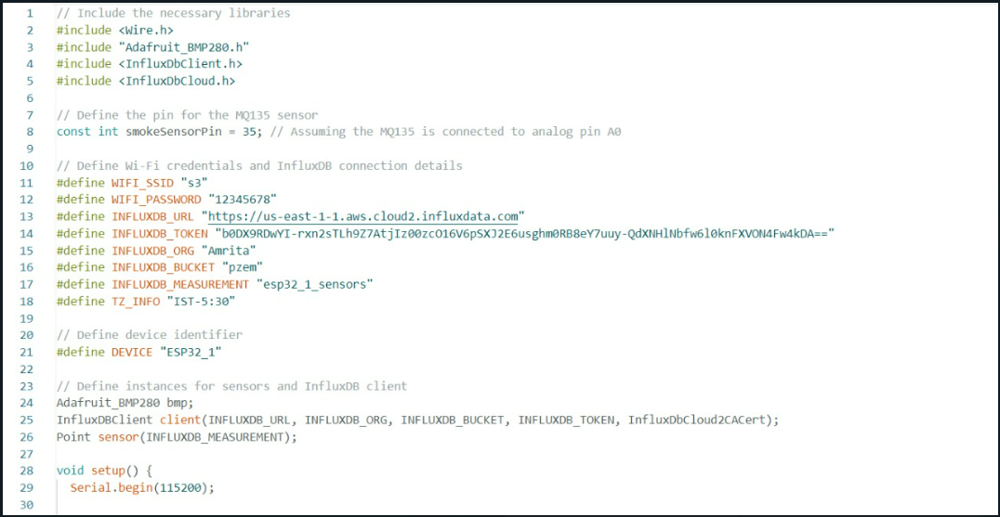 1 // Include the necessary libraries
2 #include <Wire.h>
3 #include "Adafruit_BMP280.h"
4 #include <InfluxDbClient.h>
5 #include <InfluxDbCloud.h>
6
7 // Define the pin for the MQ135 sensor
8 const int smokeSensorPin = 35; // Assuming the MQ135 is connected to analog pin A0
9
10 // Define Wi-Fi credentials and InfluxDB connection details
11 #define WIFI_SSID "s3"
12 #define WIFI_PASSWORD "12345678"
13 #define INFLUXDB_URL "https://us-east-1-1.aws.cloud2.influxdata.com"
14 #define INFLUXDB_TOKEN "b0DX9RDwYI-rxn2sTLh9Z7AtjIz00zcO16V6pSXJ2E6usghm0RB8eY7uuy-QdXNHlNbfw6l0knFXVON4Fw4kDA=="
15 #define INFLUXDB_ORG "Amrita"
16 #define INFLUXDB_BUCKET "pzem"
17 #define INFLUXDB_MEASUREMENT "esp32_1_sensors"
18 #define TZ_INFO "IST-5:30"
19
20 // Define device identifier
21 #define DEVICE "ESP32_1"
22
23 // Define instances for sensors and InfluxDB client
24 Adafruit_BMP280 bmp;
25 InfluxDBClient client(INFLUXDB_URL, INFLUXDB_ORG, INFLUXDB_BUCKET, INFLUXDB_TOKEN, InfluxDbCloud2CACert);
26 Point sensor(INFLUXDB_MEASUREMENT);
27
28 void setup() {
29 Serial.begin(115200);
30